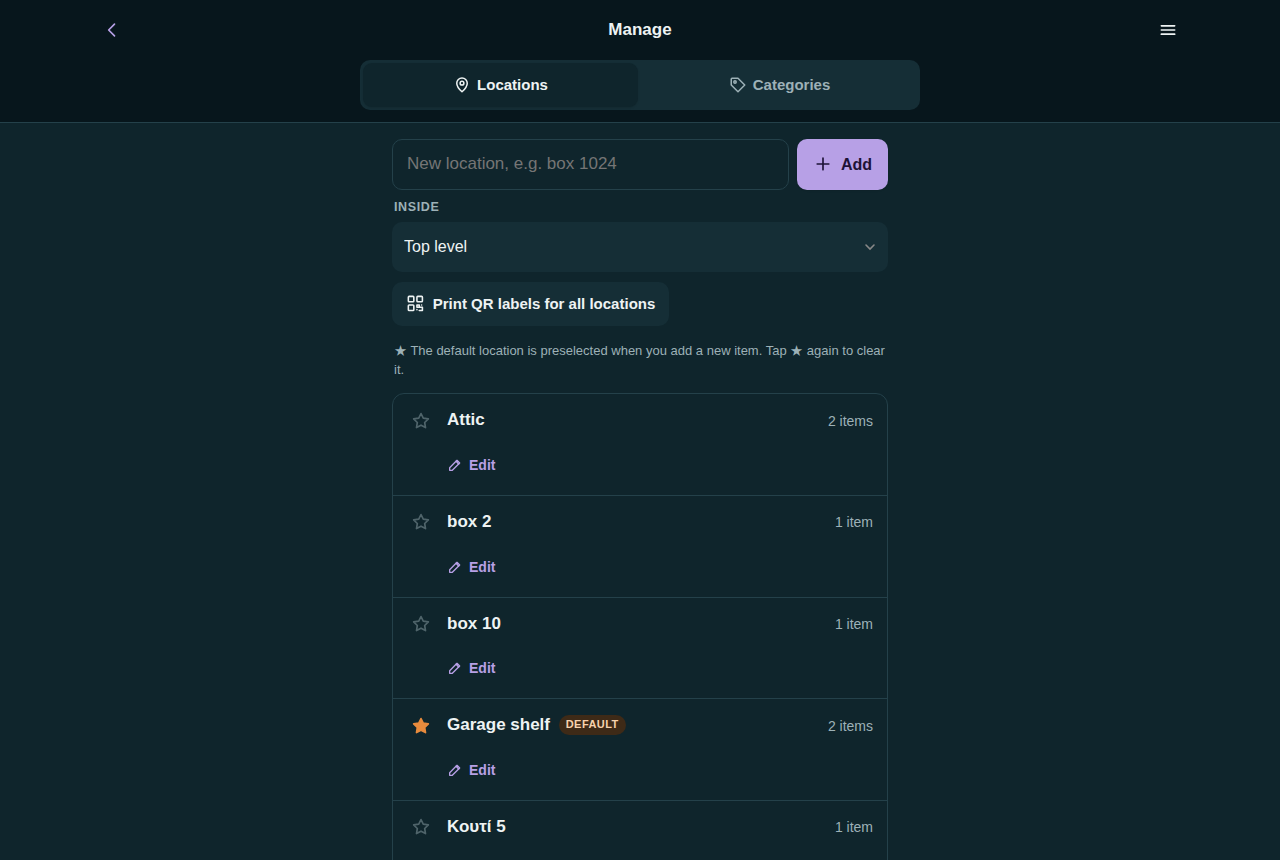 Manage
Locations
Categories
New location, e.g. box 1024
Add
INSIDE
Top level
Print QR labels for all locations
★ The default location is preselected when you add a new item. Tap ★ again to clear
it.
Attic
2 items
Edit
box 2
1 item
Edit
box 10
1 item
Edit
Garage shelf
DEFAULT
2 items
Edit
Κουτί 5
1 item